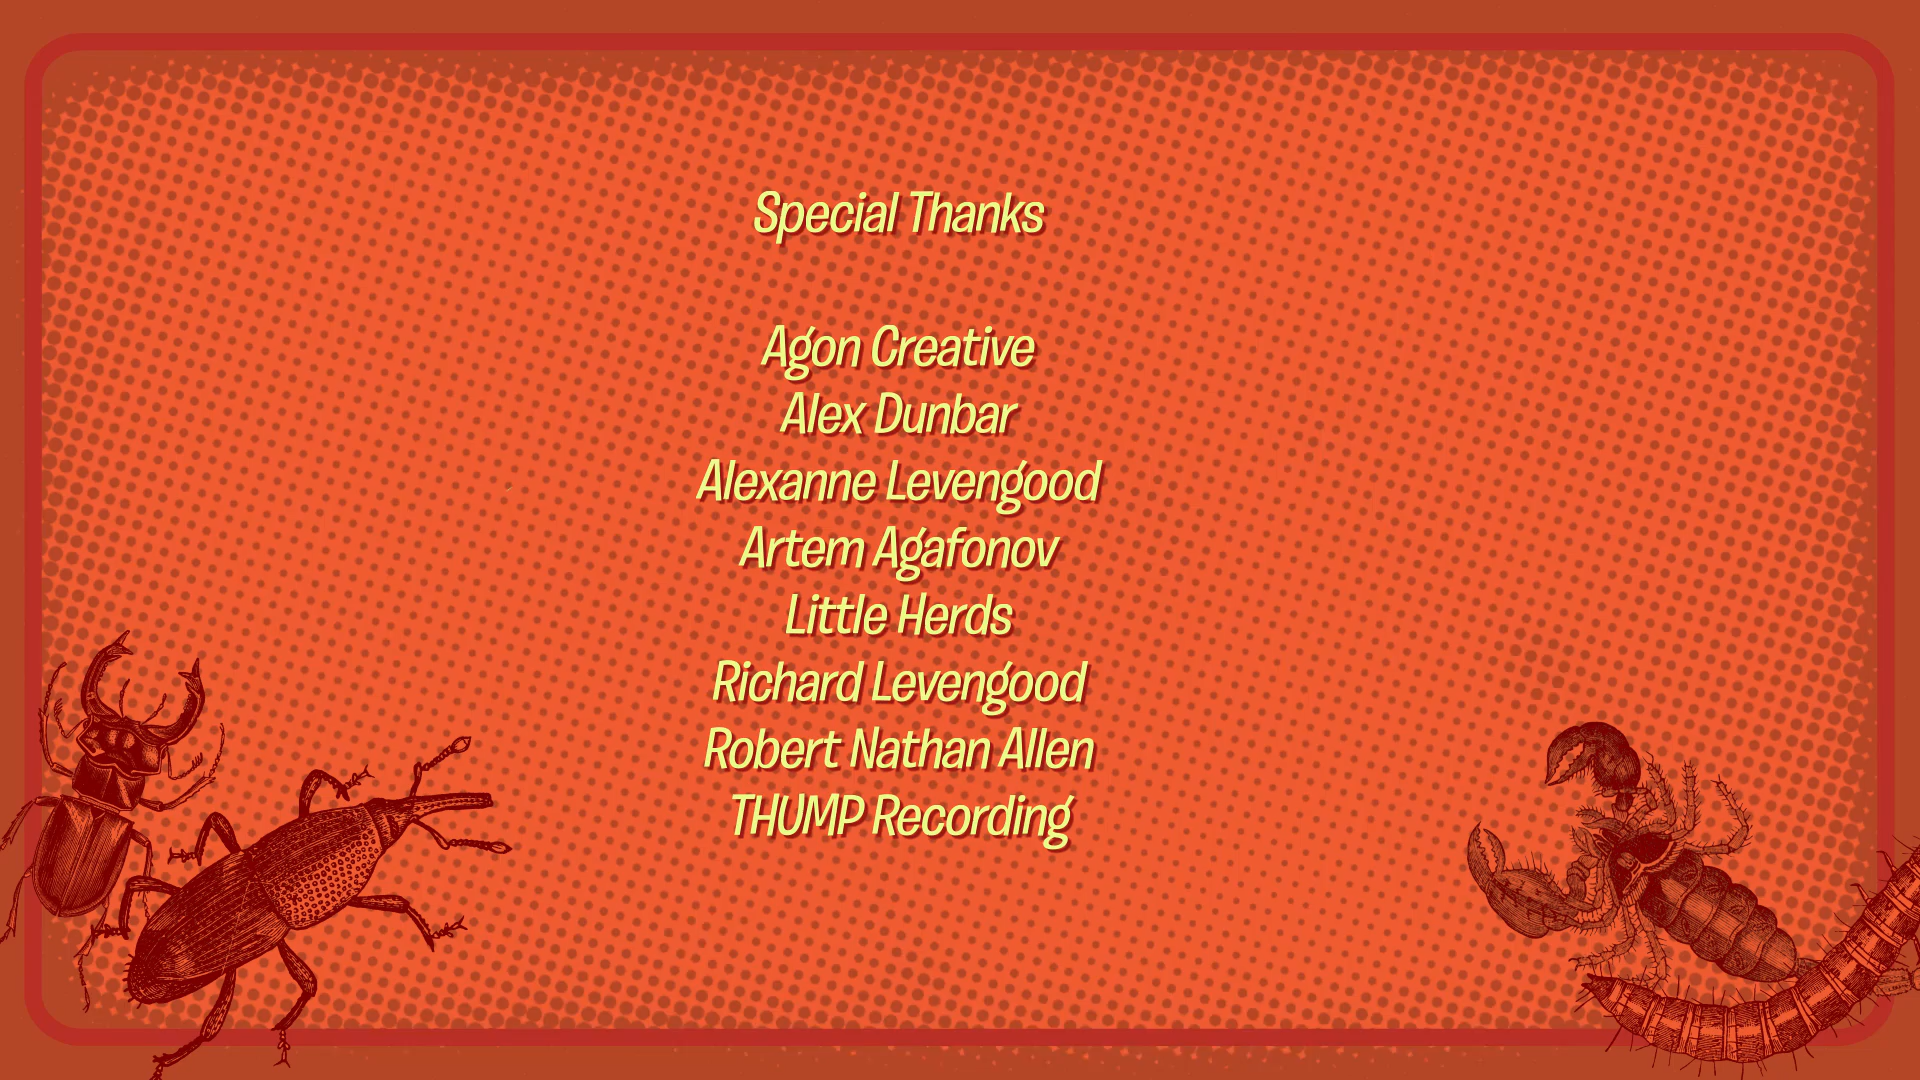 Special Thanks
Agon Creative
Alex Dunbar
Alexanne Levengood
Artem Agafonov
Little Herds
Richard Levengood
Robert Nathan Allen
THUMP Recording